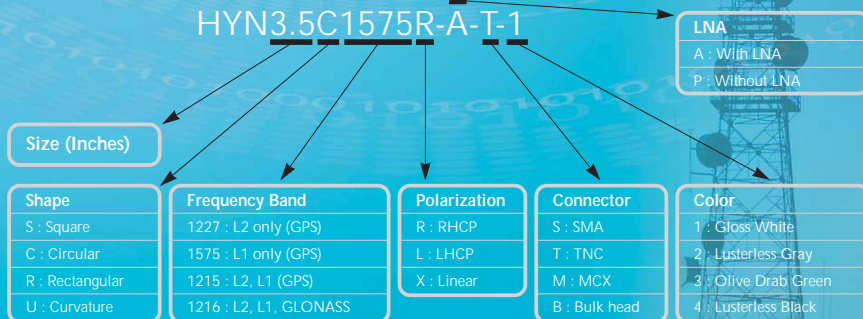 HYN3.5C1575R-A-T-1
LNA
A : With LNA
P : Without LNA
Size (Inches)
Shape
S : Square
C : Circular
R : Rectangular
U : Curvature
Frequency Band
1227 : L2 only (GPS)
1575 : L1 only (GPS)
1215 : L2, L1 (GPS)
1216 : L2, L1, GLONASS
Polarization
R : RHCP
L : LHCP
X : Linear
Connector
S : SMA
T : TNC
M : MCX
B : Bulk head
Color
1 : Gloss White
2 : Lusterless Gray
3 : Olive Drab Green
4 : Lusterless Black